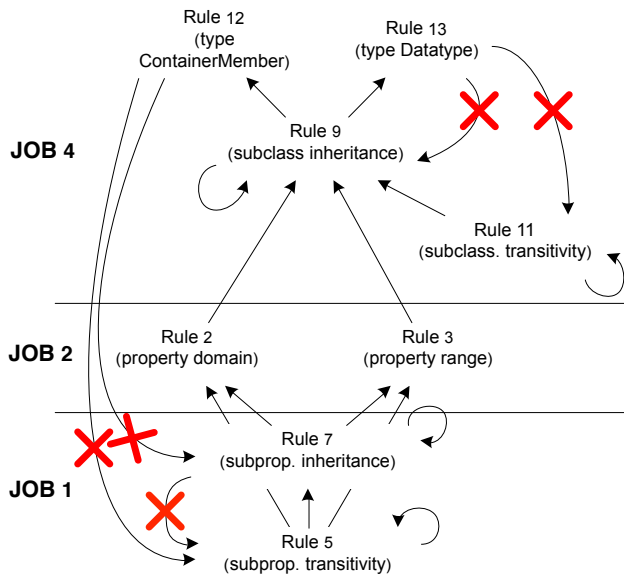 Rule 12
(type
ContainerMember)
Rule 13
(type Datatype)
JOB 4
Rule 9
(subclass inheritance)
Rule 11
(subclass. transitivity)
JOB 2
Rule 2
(property domain)
Rule 3
(property range)
Rule 7
(subprop. inheritance)
JOB 1
Rule 5
(subprop. transitivity)